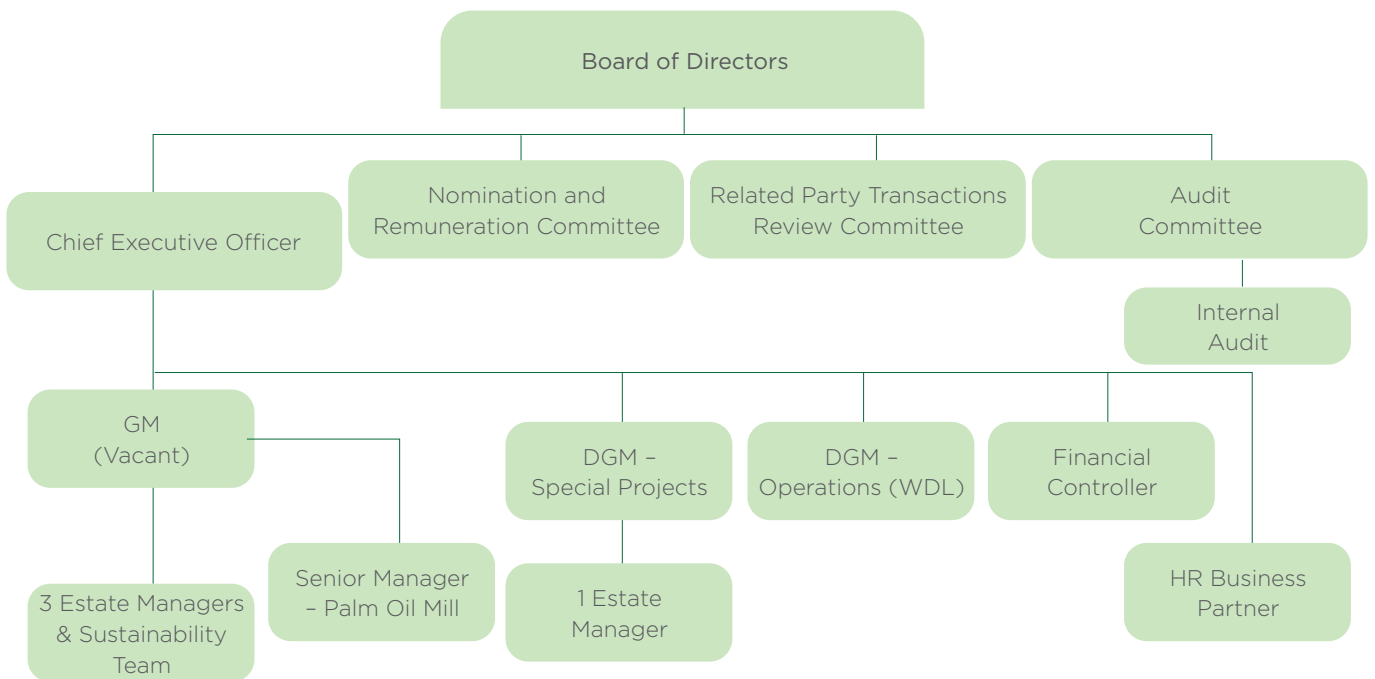 Board of Directors
Chief Executive Officer
Nomination and
Remuneration Committee
Related Party Transactions
Review Committee
Audit
Committee
Internal
Audit
GM
(Vacant)
DGM –
Special Projects
DGM –
Operations (WDL)
Financial
Controller
3 Estate Managers
& Sustainability
Team
Senior Manager
– Palm Oil Mill
1 Estate
Manager
HR Business
Partner